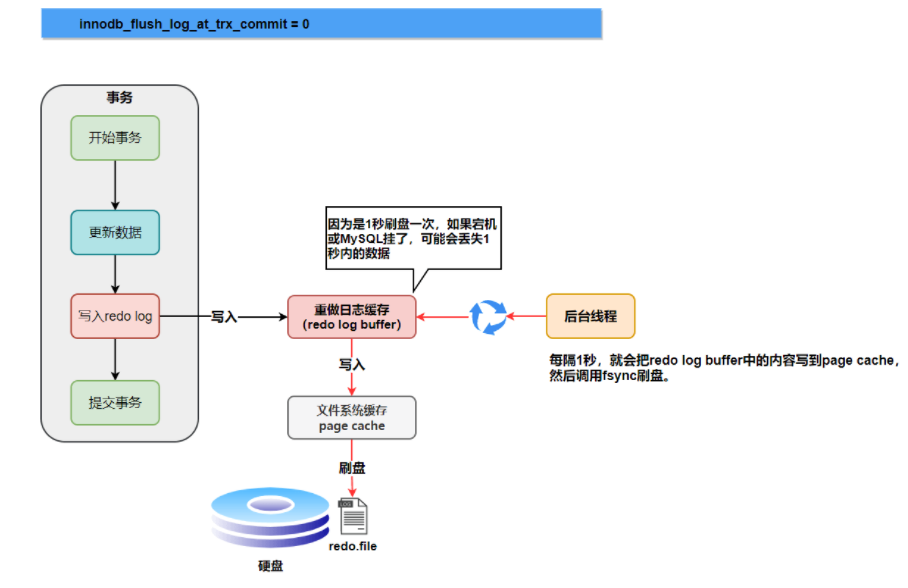 innodb_flush_log_at_trx_commit = 0
事务
开始事务
更新数据
写入redo log
提交事务
写入
因为是1秒刷盘一次，如果宕机
或MySQL挂了，可能会丢失1
秒内的数据
重做日志缓存
（redo log buffer）
后台线程
每隔1秒，就会把redo log buffer中的内容写到page cache，
然后调用fsync刷盘。
写入
文件系统缓存
page cache
刷盘
LOG
redo.file
硬盘